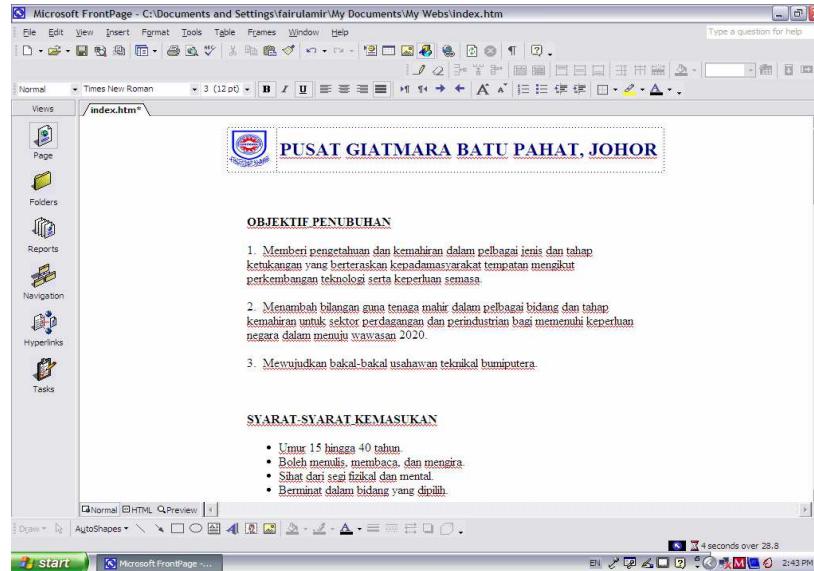 Microsoft FrontPage - C:\Documents and Settings\fairulamir\My Documents\My Webs\index.htm
File Edit View Insert Format Tools Table Frames Window Help
Type a question for help
Normal Times New Roman 3 (12 pt) B I U
Views
index.htm*
Page
Folders
Reports
Navigation
Hyperlinks
Tasks
PUSAT GIATMARA BATU PAHAT, JOHOR
OBJEKTIF PENUBUHAN
1. Memberi pengetahuan dan kemahiran dalam pelbagai jenis dan tahap
ketukangan yang berteraskan kepadamasyarakat tempatan mengikut
perkembangan teknologi serta keperluan semasa.
2. Menambah bilangan guna tenaga mahir dalam pelbagai bidang dan tahap
kemahiran untuk sektor perdagangan dan perindustrian bagi memenuhi keperluan
negara dalam menuju wawasan 2020.
3. Mewujudkan bakal-bakal usahawan teknikal bumiputera.
SYARAT-SYARAT KEMASUKAN
• Umur 15 hingga 40 tahun.
• Boleh menulis, membaca, dan mengira.
• Sihat dari segi fizikal dan mental.
• Berminat dalam bidang yang dipilih.
Normal HTML Preview
Draw AutoShapes
4 seconds over 28.8
start Microsoft FrontPage -... EN 2:43 PM